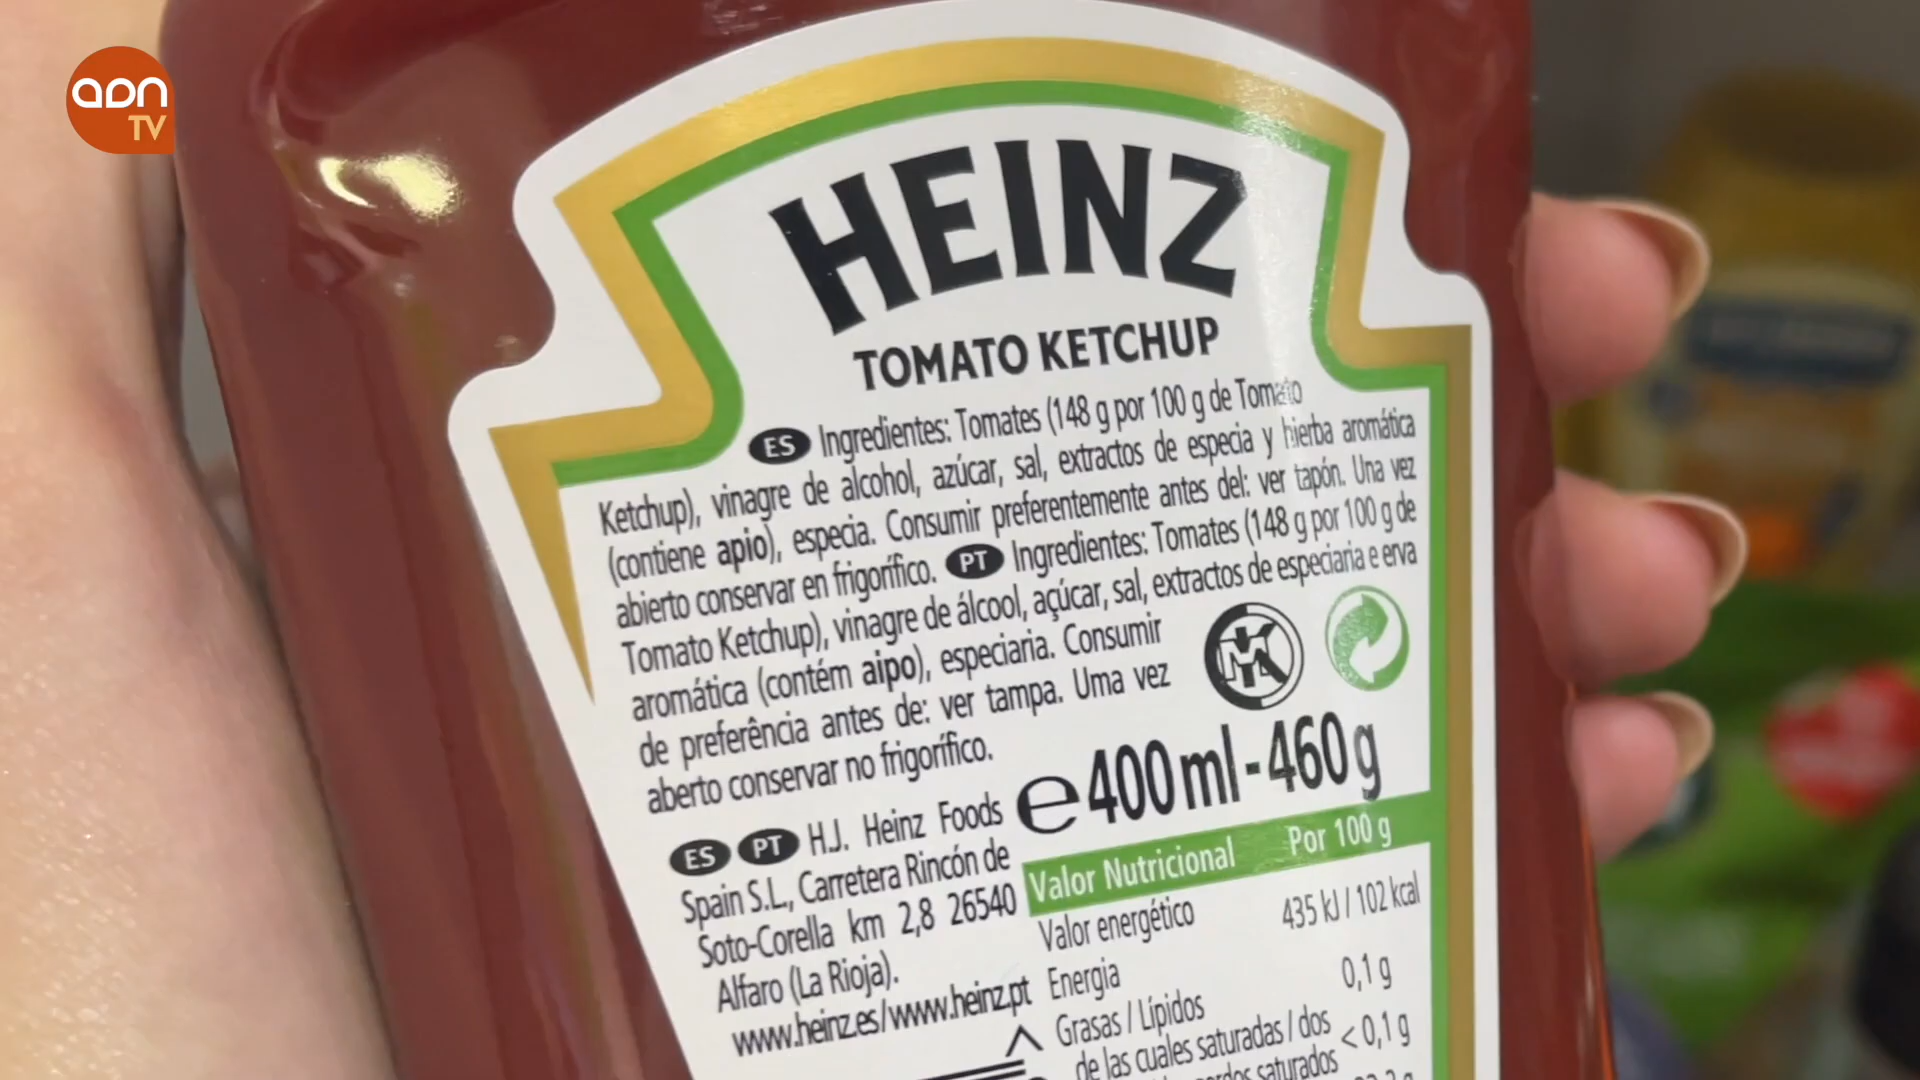 aon
TV
HEINZ
TOMATO KETCHUP
ES Ingredientes: Tomates (148 g por 100 g de Tomato
Ketchup), vinagre de alcohol, azúcar, sal, extractos de especia y hierba aromática
(contiene apio), especia. Consumir preferentemente antes del: ver tapón. Una vez
abierto conservar en frigorífico. PT Ingredientes: Tomates (148 g por 100 g de
Tomato Ketchup), vinagre de álcool, açúcar, sal, extractos de especiaria e erva
aromática (contém aipo), especiaria. Consumir
de preferência antes de: ver tampa. Uma vez
aberto conservar no frigorífico.
e 400 ml - 460 g
ES PT H.J. Heinz Foods
Spain S.L., Carretera Rincón de
Soto-Corella km 2,8 26540
Alfaro (La Rioja).
www.heinz.es/www.heinz.pt
Valor Nutricional Por 100 g
Valor energético 435 kJ / 102 kcal
Energia
Grasas / Lípidos 0,1 g
de las cuales saturadas / dos < 0,1 g
saturados